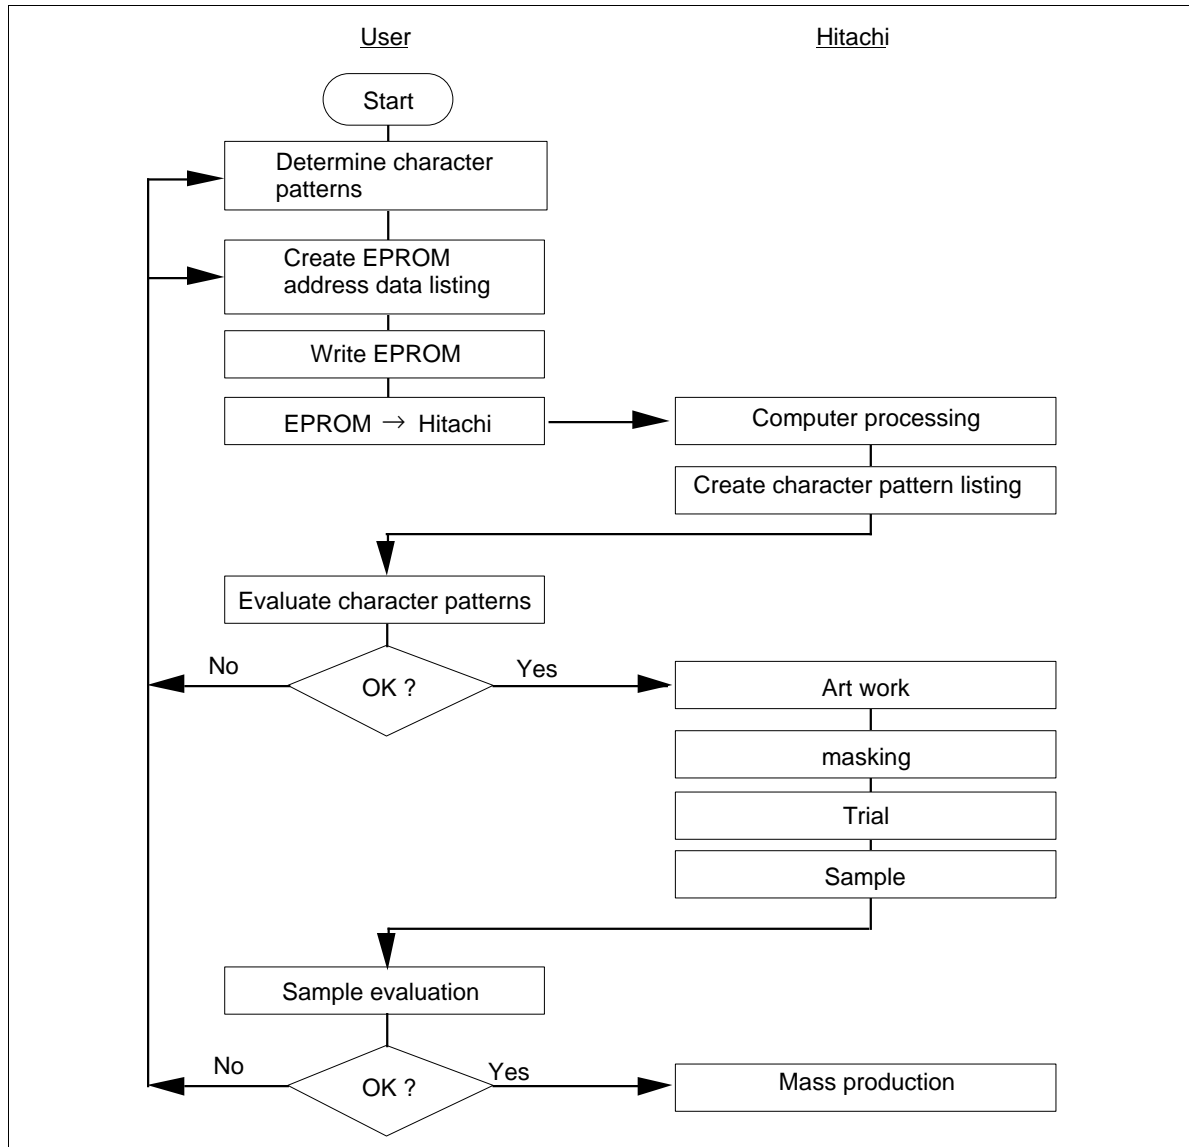 User
Hitachi
Start
Determine character
patterns
Create EPROM
address data listing
Write EPROM
EPROM → Hitachi
Computer processing
Create character pattern listing
Evaluate character patterns
No
OK ?
Yes
Art work
masking
Trial
Sample
Sample evaluation
No
OK ?
Yes
Mass production